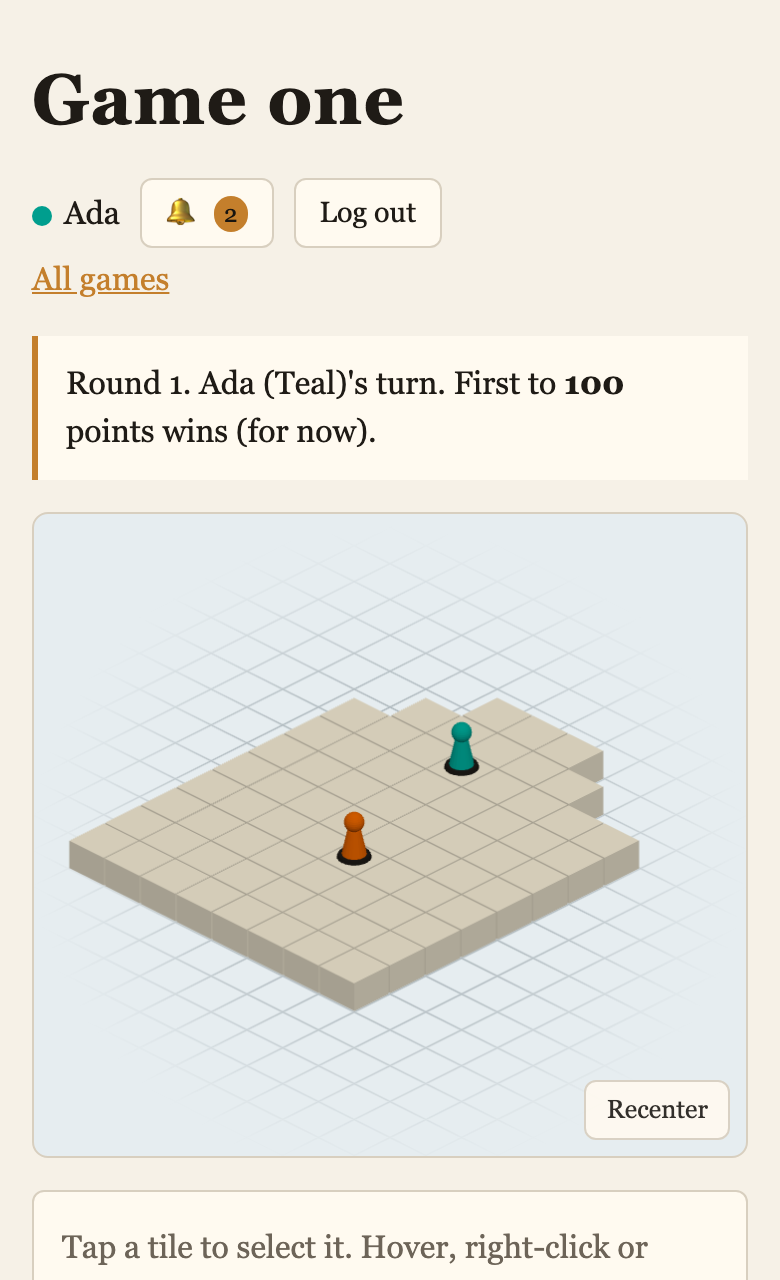 Game one
Ada
2
Log out
All games
Round 1. Ada (Teal)'s turn. First to 100
points wins (for now).
Recenter
Tap a tile to select it. Hover, right-click or